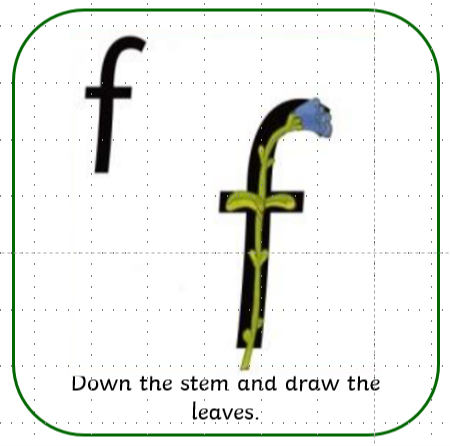 f
f
Down the stem and draw the
leaves.